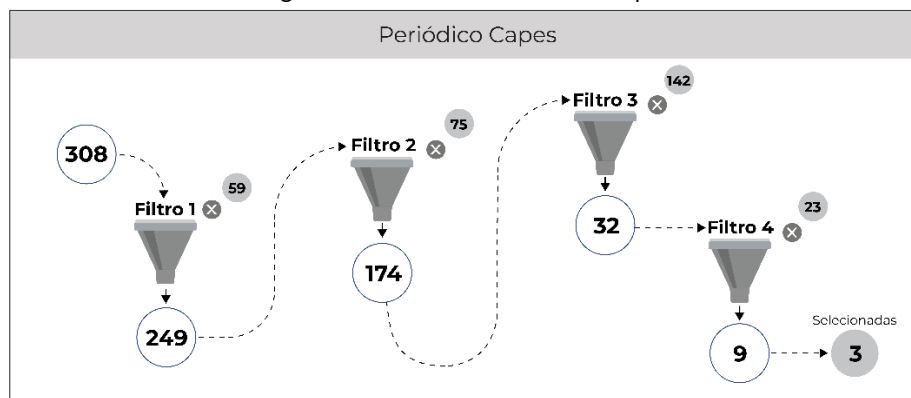 Periódico Capes
308
Filtro 1
59
249
Filtro 2
75
174
Filtro 3
142
32
Filtro 4
23
9
Selecionadas
3